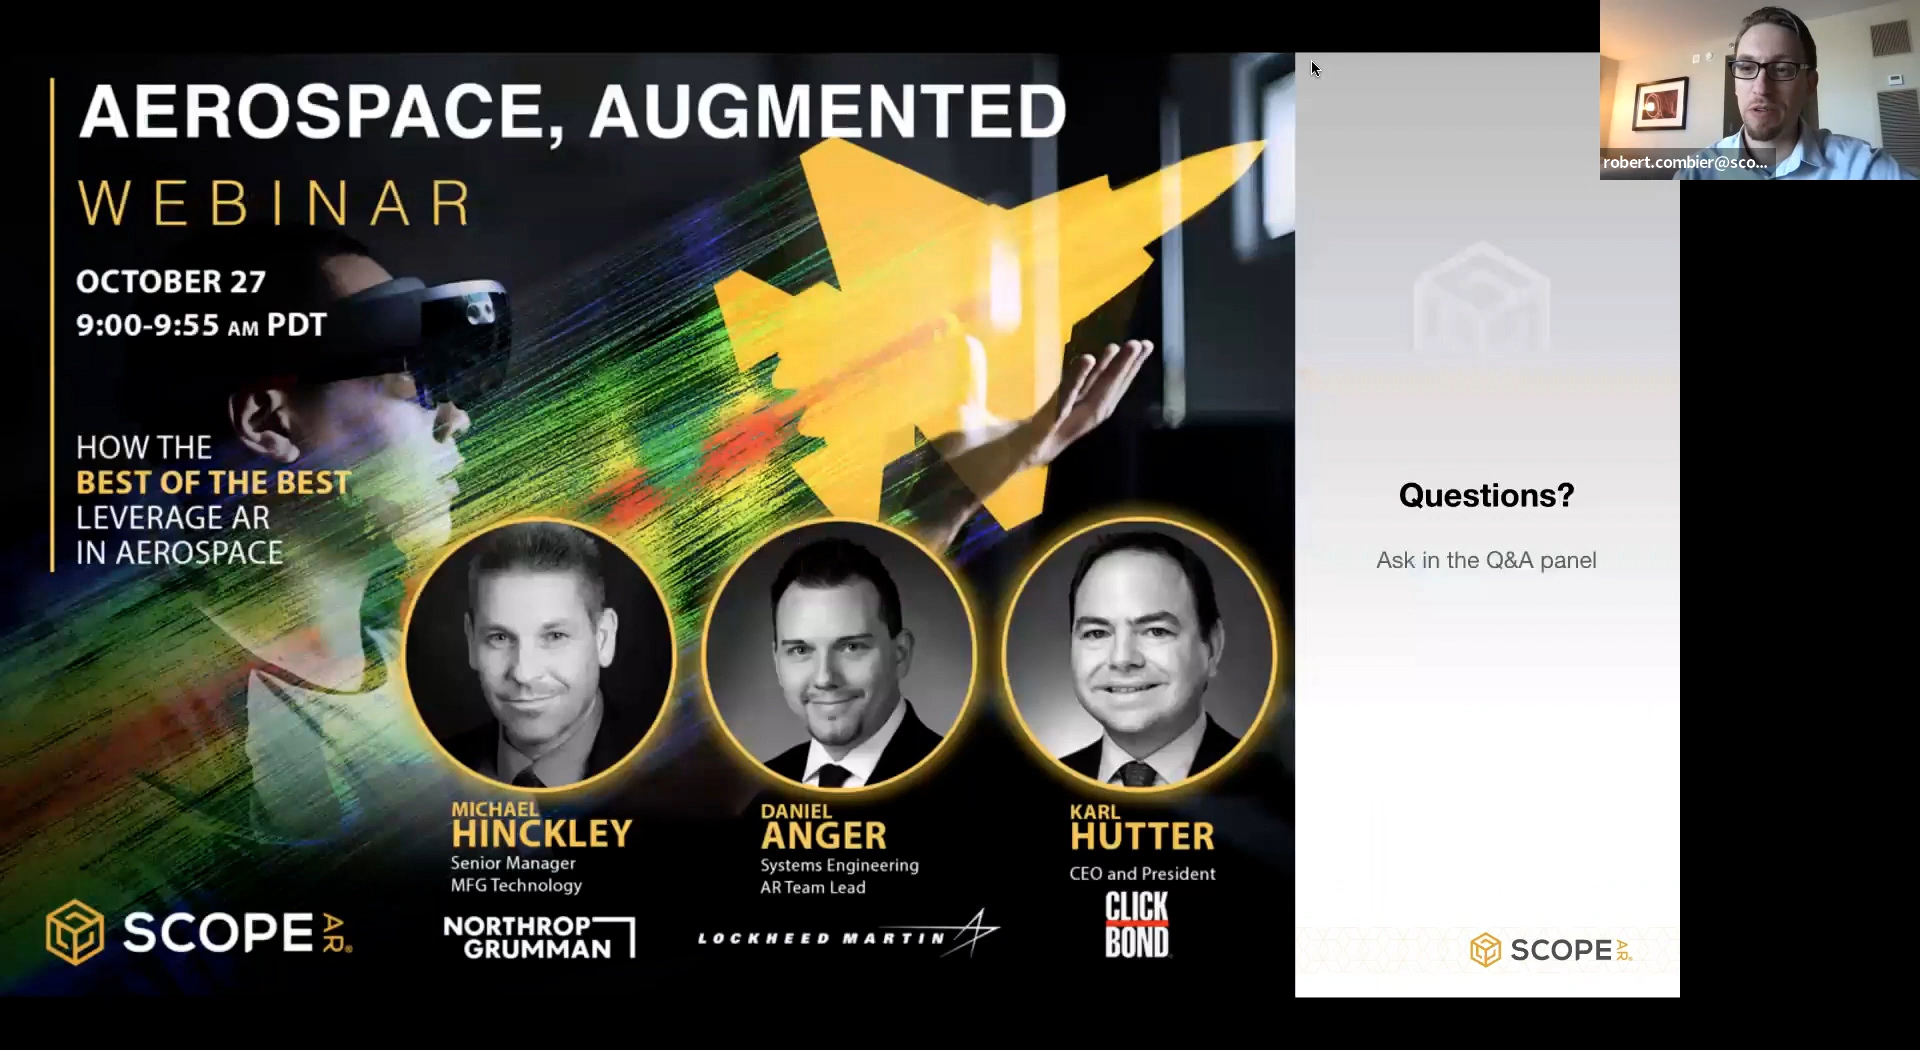 AEROSPACE, AUGMENTED
WEBINAR
OCTOBER 27
9:00-9:55 AM PDT
HOW THE
BEST OF THE BEST
LEVERAGE AR
IN AEROSPACE
MICHAEL
HINCKLEY
Senior Manager
MFG Technology
NORTHROP
GRUMMAN
DANIEL
ANGER
Systems Engineering
AR Team Lead
LOCKHEED MARTIN
KARL
HUTTER
CEO and President
CLICK
BOND
SCOPE AR
Questions?
Ask in the Q&A panel
SCOPE AR
robert.combier@sco...